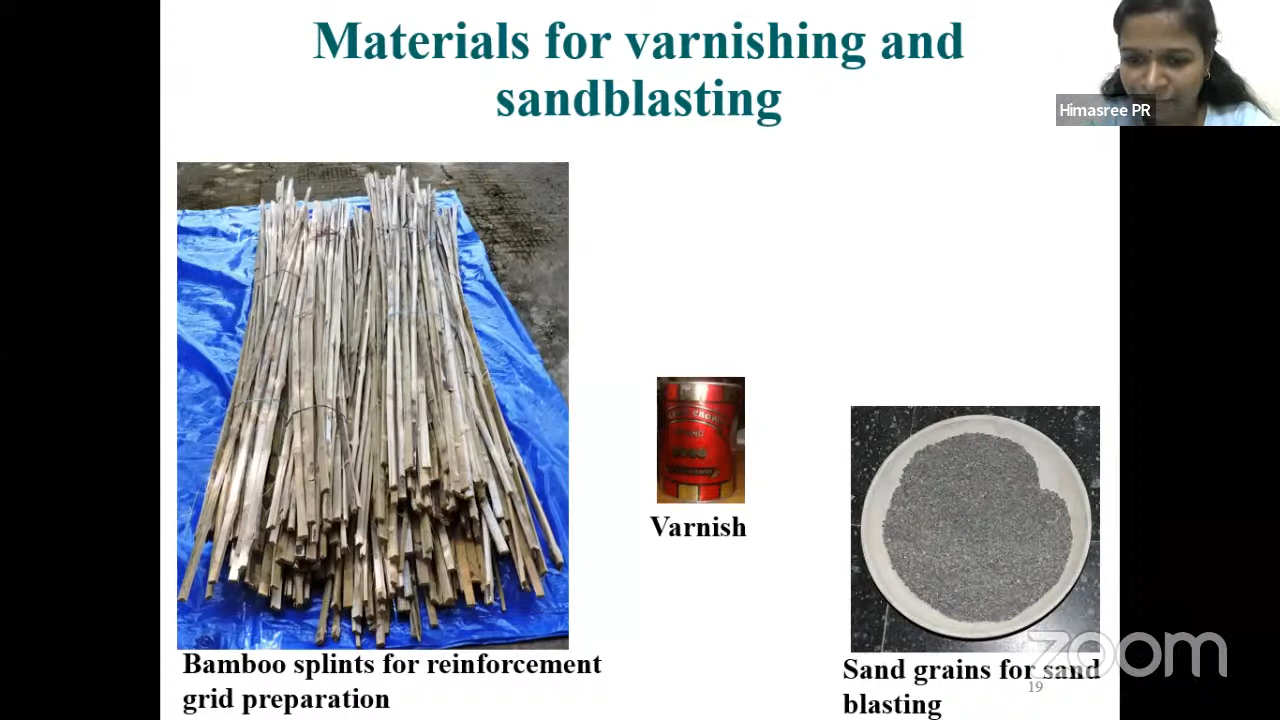 Materials for varnishing and
sandblasting
Himasree PR
Varnish
Bamboo splints for reinforcement
grid preparation
Sand grains for sand
blasting
19
zoom